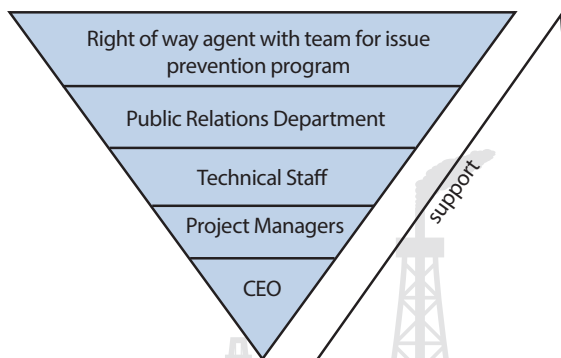 Right of way agent with team for issue
prevention program
Public Relations Department
Technical Staff
Project Managers
CEO
support